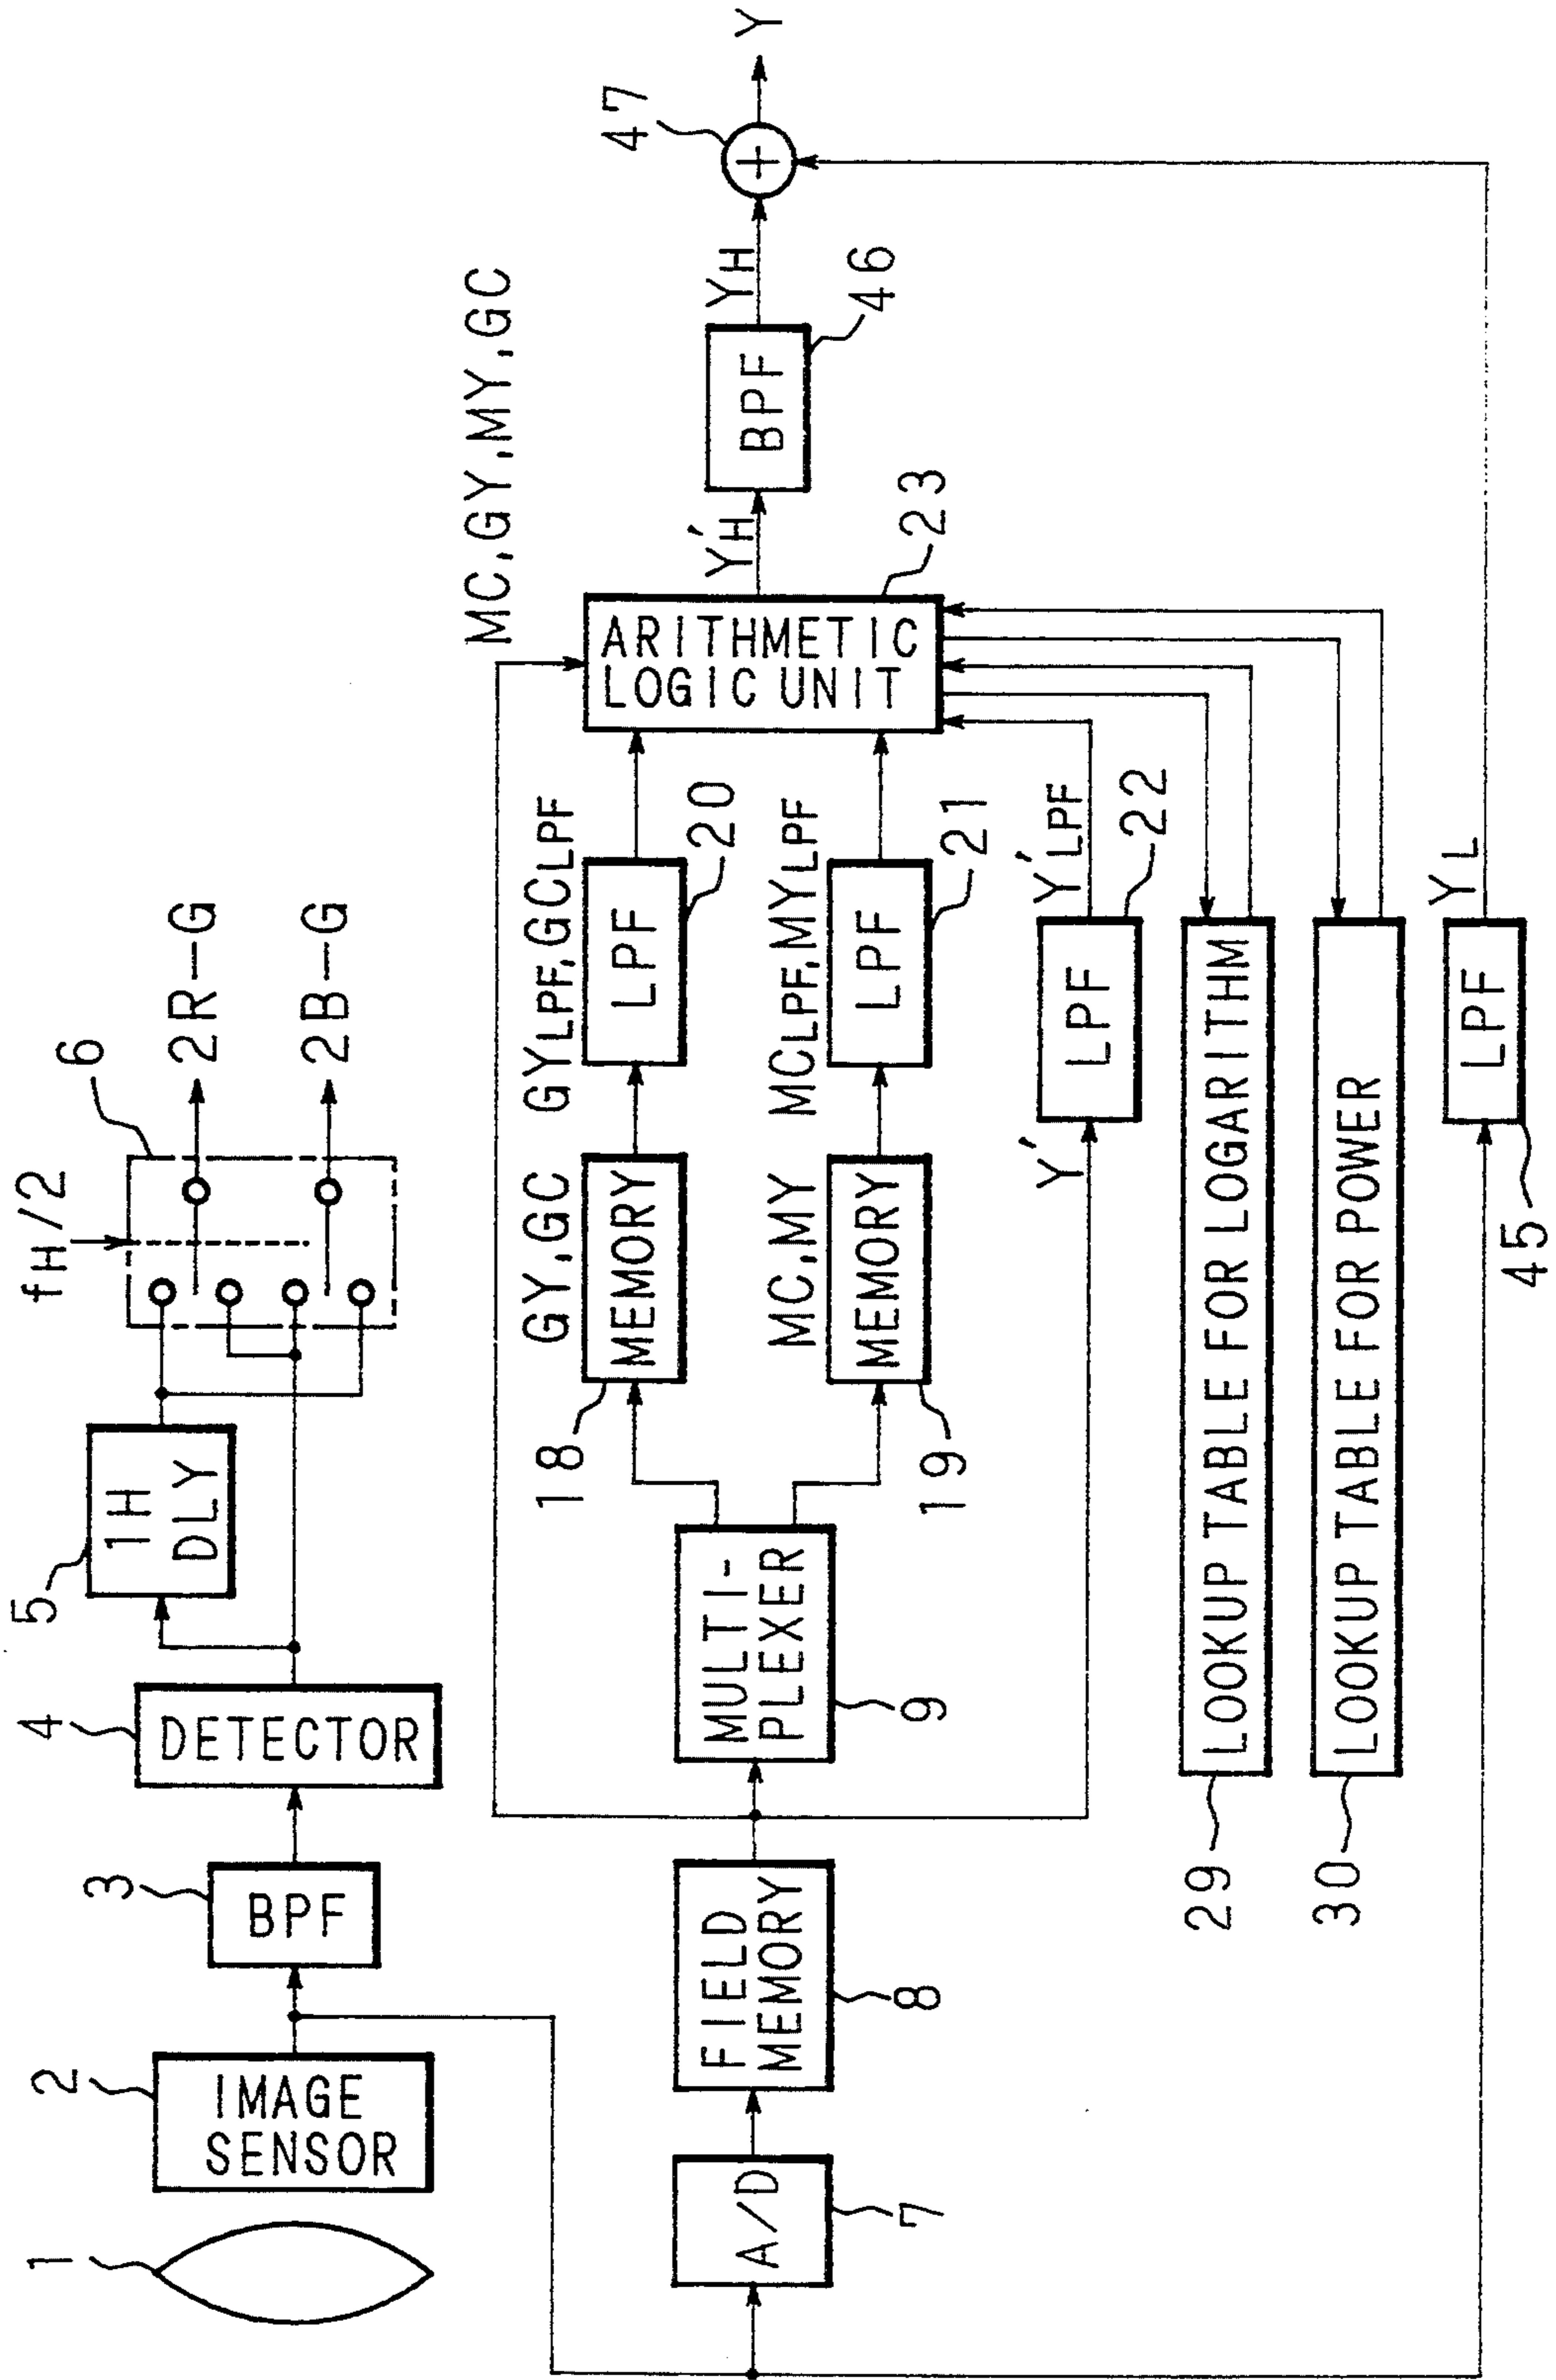 1
2
IMAGE
SENSOR
3
BPF
4
DETECTOR
5
1H
DLY
fH/2
6
2R-G
2B-G
7
A/D
8
FIELD
MEMORY
9
MULTI-
PLEXER
GY,GC
MEMORY
18
GYLPF,GCLPF
LPF
20
MC,MY
MEMORY
19
MCLPF,MYLPF
LPF
21
MC,GY,MY,GC
ARITHMETIC
LOGIC UNIT
23
Y'H
BPF
46
YH
47
+
Y
Y'
LPF
22
Y'LPF
29
LOOKUP TABLE FOR LOGARITHM
30
LOOKUP TABLE FOR POWER
45
LPF
YL